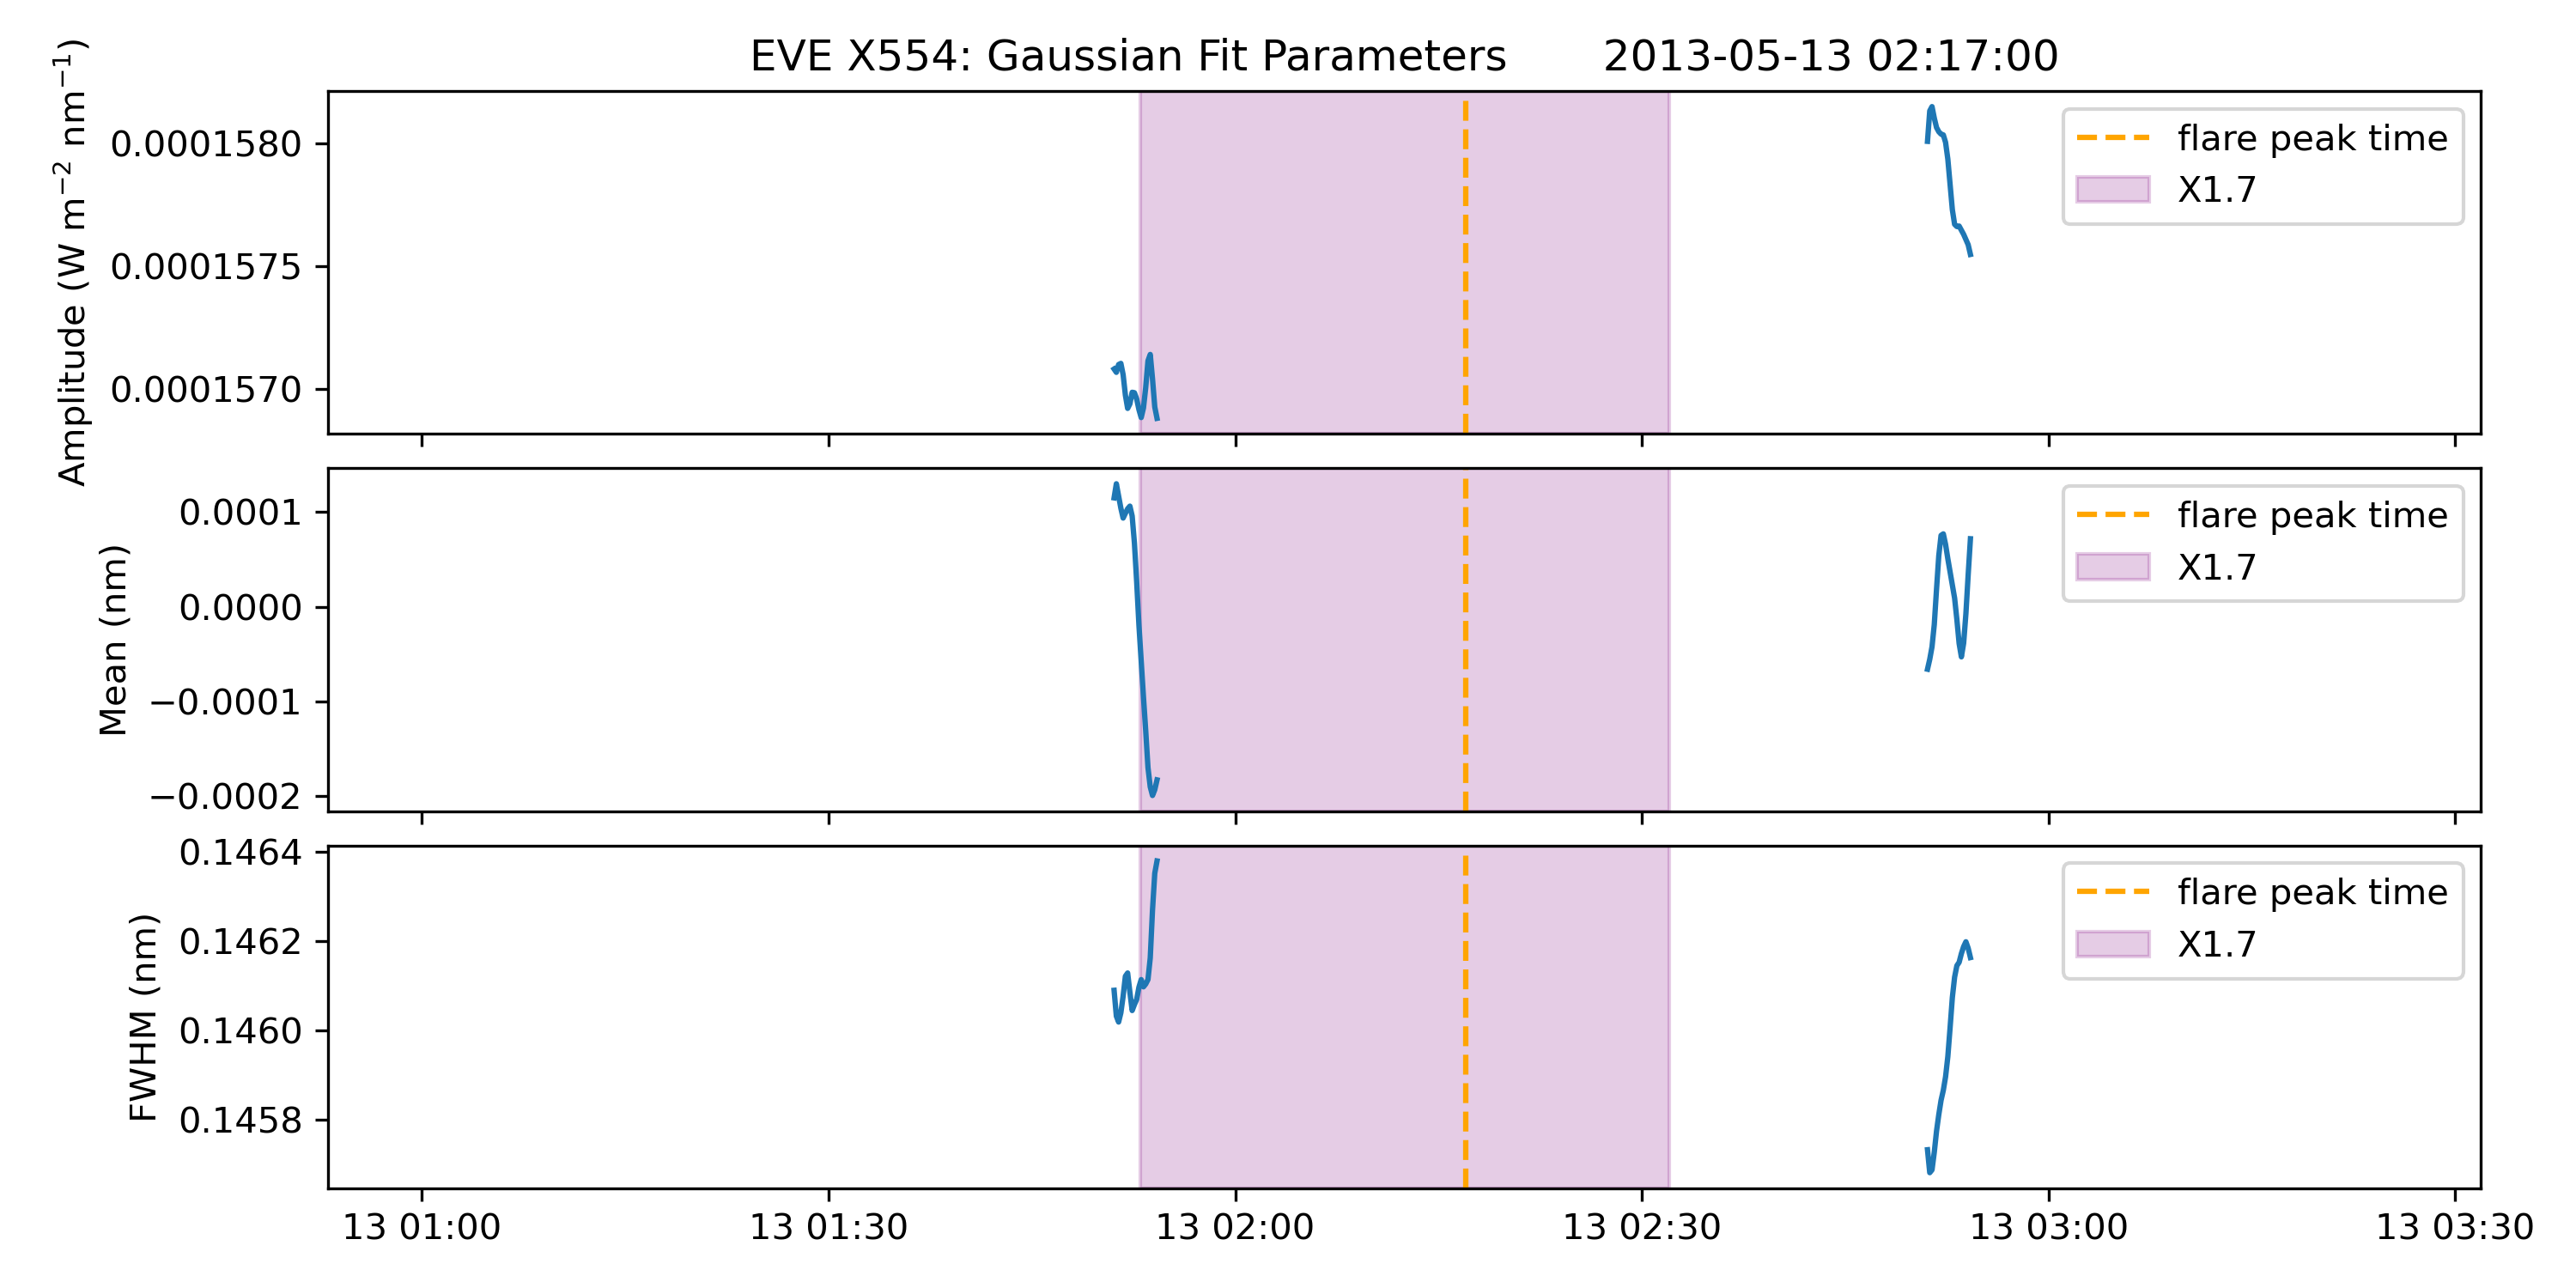 EVE X554: Gaussian Fit Parameters 2013-05-13 02:17:00
Amplitude (W m⁻² nm⁻¹)
0.0001580
0.0001575
0.0001570
flare peak time
X1.7
Mean (nm)
0.0001
0.0000
−0.0001
−0.0002
flare peak time
X1.7
FWHM (nm)
0.1464
0.1462
0.1460
0.1458
flare peak time
X1.7
13 01:00 13 01:30 13 02:00 13 02:30 13 03:00 13 03:30